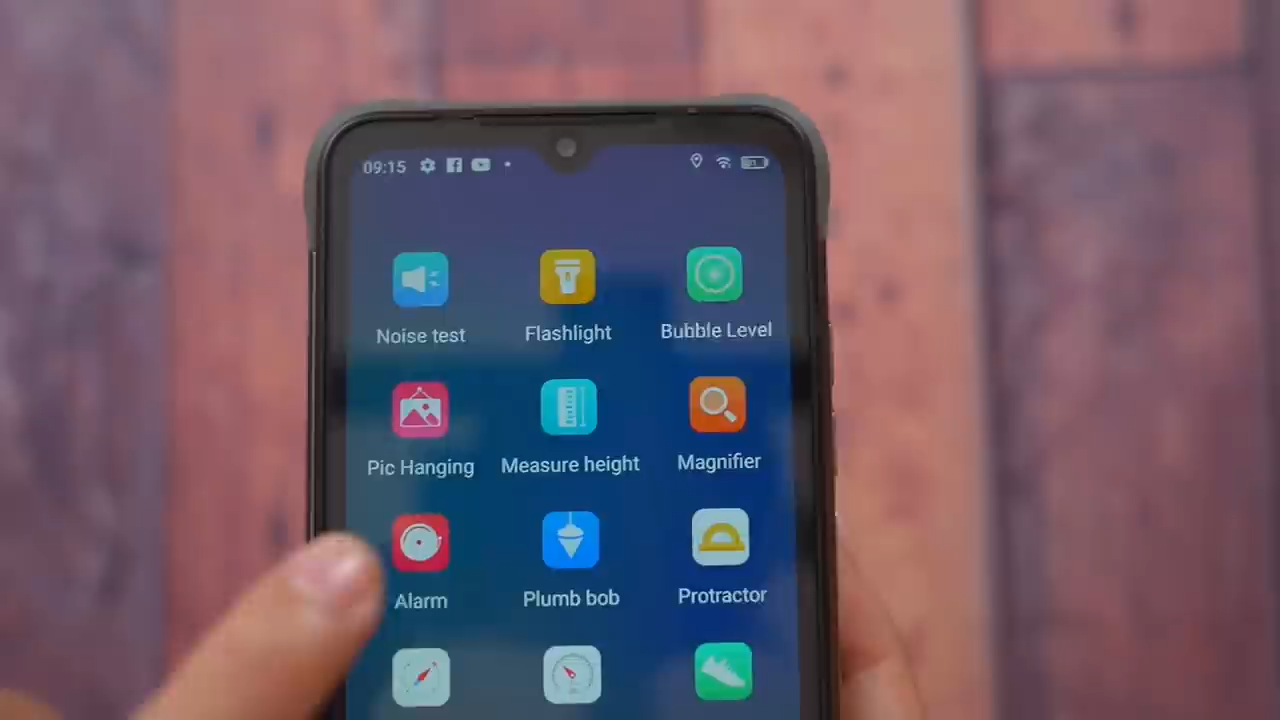 09:15
Noise test
Flashlight
Bubble Level
Pic Hanging
Measure height
Magnifier
Alarm
Plumb bob
Protractor